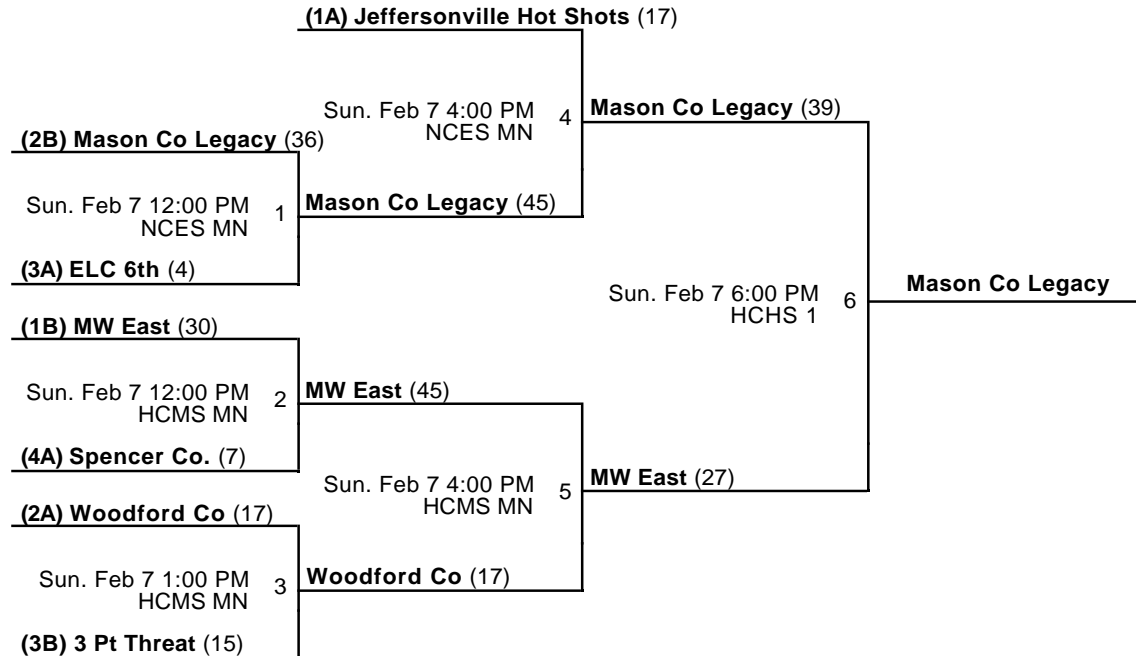 (1A) Jeffersonville Hot Shots (17)
Sun. Feb 7 4:00 PM 4
NCES MN
Mason Co Legacy (39)
(2B) Mason Co Legacy (36)
Sun. Feb 7 12:00 PM 1
NCES MN
Mason Co Legacy (45)
(3A) ELC 6th (4)
Sun. Feb 7 6:00 PM 6
HCHS 1
Mason Co Legacy
(1B) MW East (30)
Sun. Feb 7 12:00 PM 2
HCMS MN
MW East (45)
(4A) Spencer Co. (7)
Sun. Feb 7 4:00 PM 5
HCMS MN
MW East (27)
(2A) Woodford Co (17)
Sun. Feb 7 1:00 PM 3
HCMS MN
Woodford Co (17)
(3B) 3 Pt Threat (15)